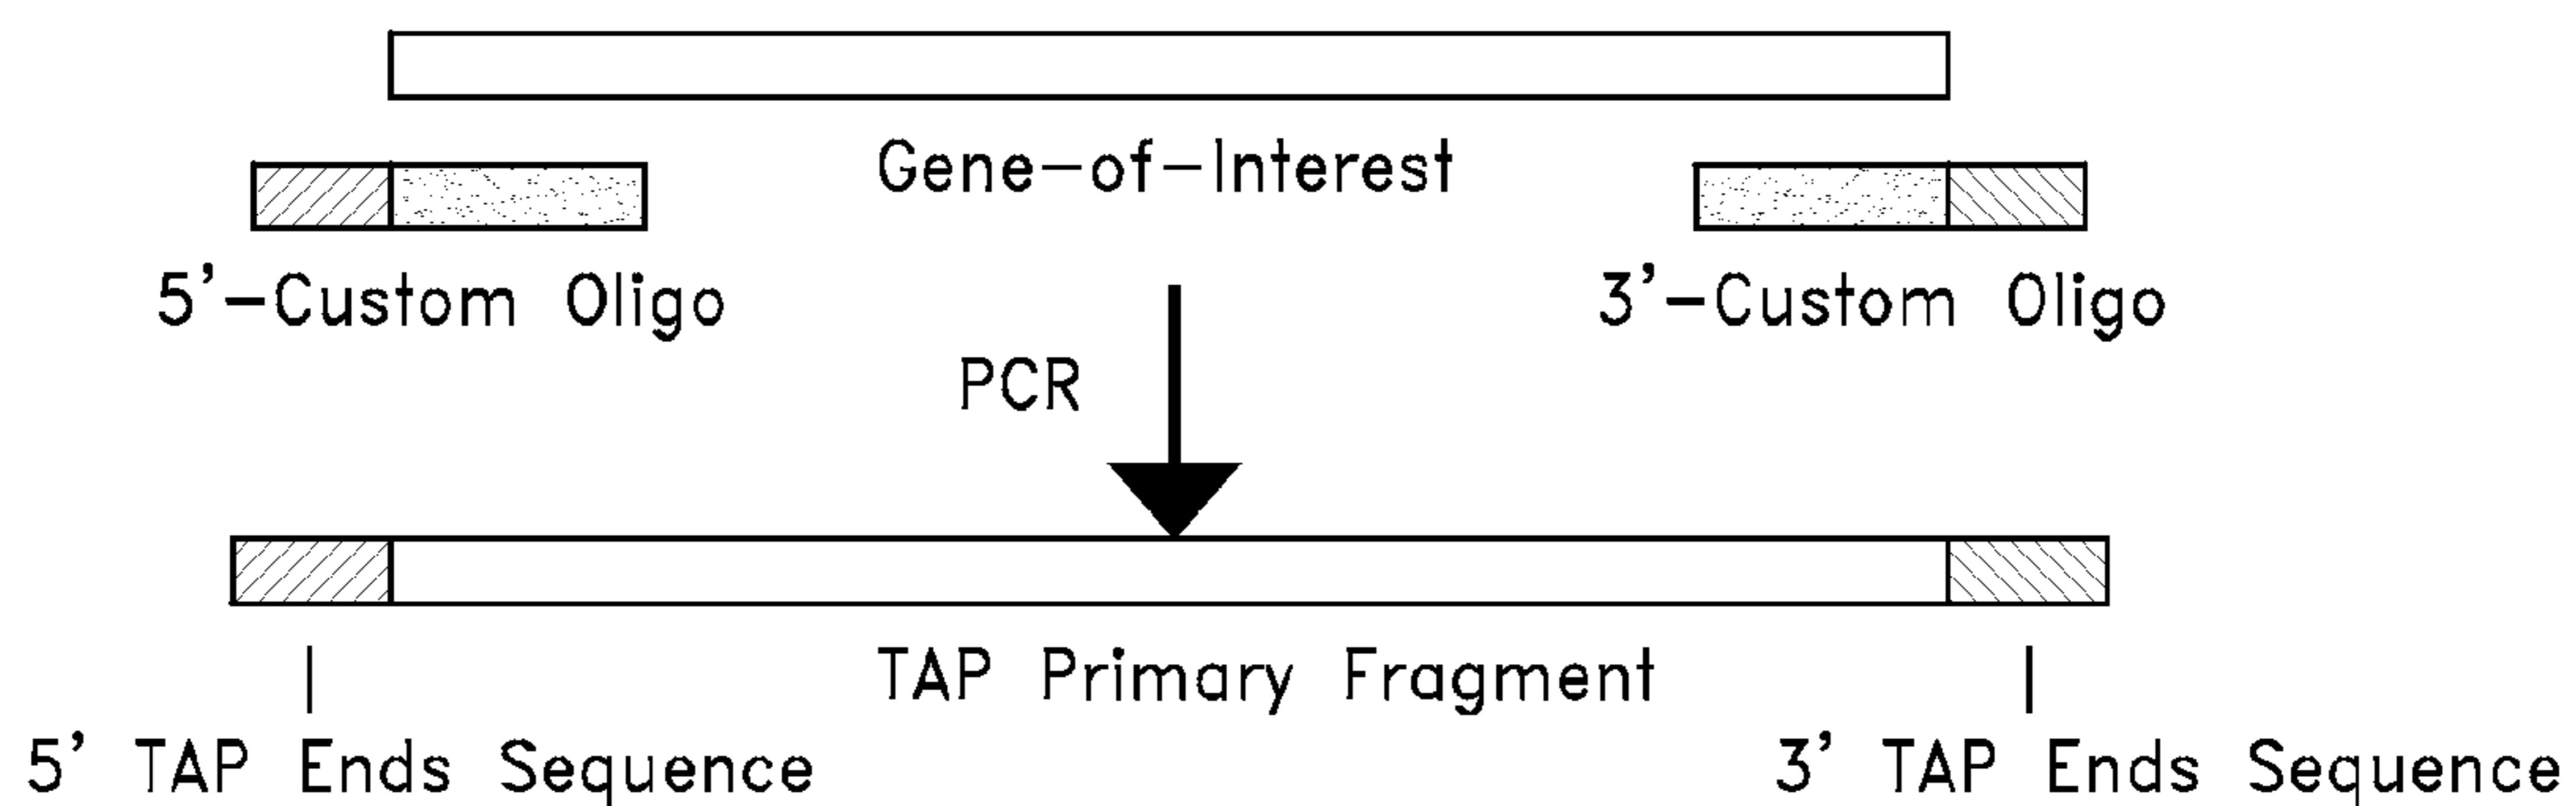 Gene-of-Interest
5'-Custom Oligo
3'-Custom Oligo
PCR
TAP Primary Fragment
5' TAP Ends Sequence
3' TAP Ends Sequence